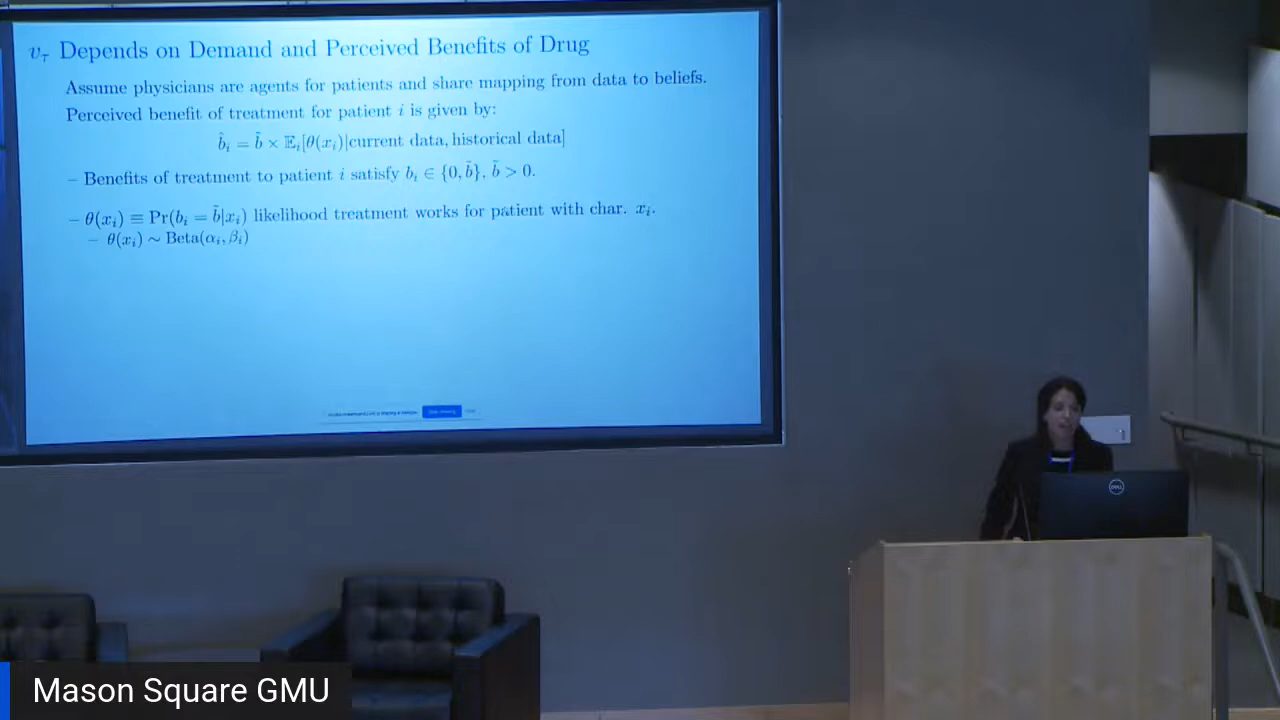 v_τ Depends on Demand and Perceived Benefits of Drug
Assume physicians are agents for patients and share mapping from data to beliefs.
Perceived benefit of treatment for patient i is given by:
b̂_i = b̃ × 𝔼_i[θ(x_i)|current data, historical data]
– Benefits of treatment to patient i satisfy b_i ∈ {0, b̃}, b̃ > 0.
– θ(x_i) ≡ Pr(b_i = b̃|x_i) likelihood treatment works for patient with char. x_i.
– θ(x_i) ∼ Beta(α_i, β_i)
DELL
Mason Square GMU